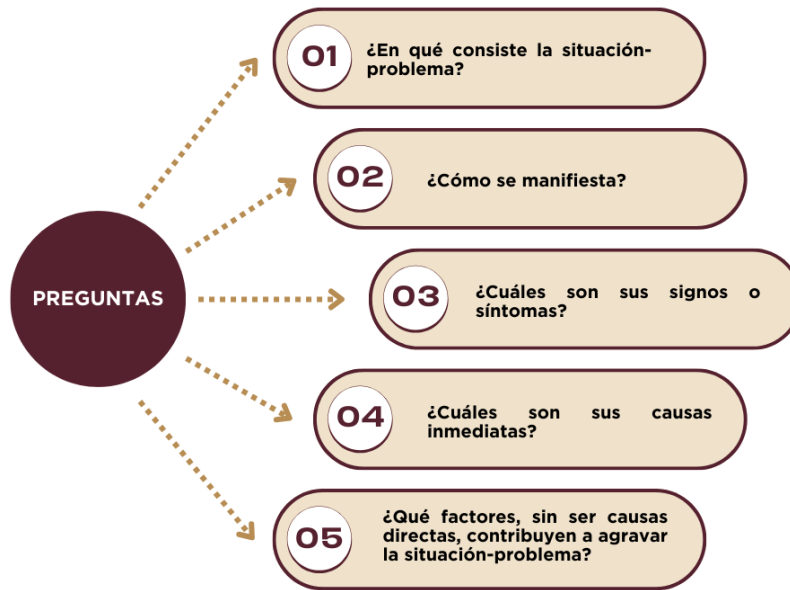 PREGUNTAS
01
¿En qué consiste la situación-
problema?
02
¿Cómo se manifiesta?
03
¿Cuáles son sus signos o
síntomas?
04
¿Cuáles son sus causas
inmediatas?
05
¿Qué factores, sin ser causas
directas, contribuyen a agravar
la situación-problema?